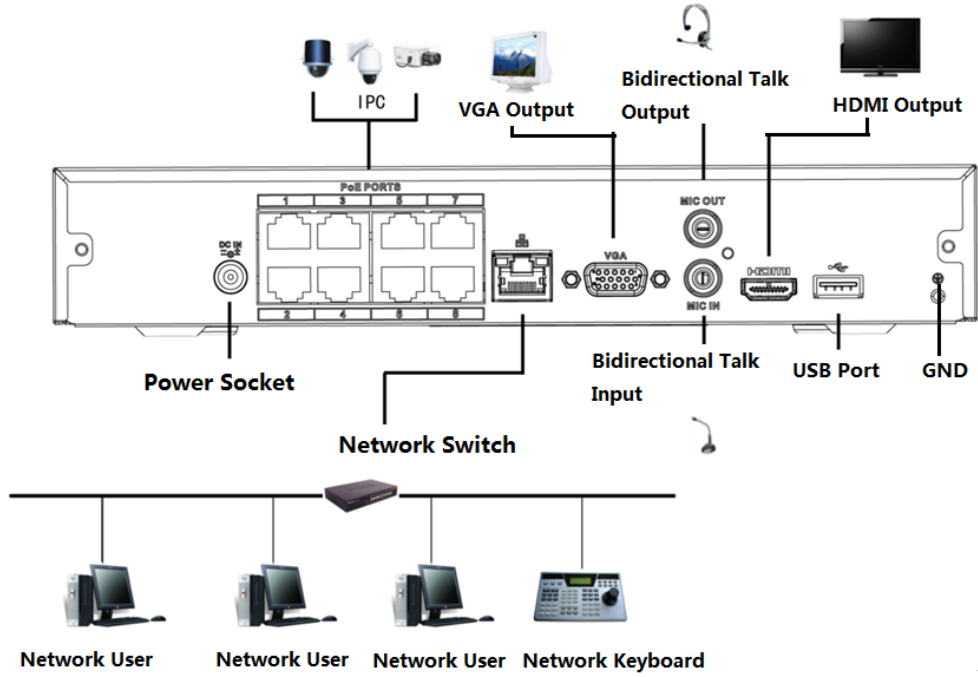 IPC
VGA Output
Bidirectional Talk
Output
HDMI Output
PoE PORTS
1 3 5 7
MIC OUT
DC IN
VGA
HDMI
MIC IN
2 4 6 8
Power Socket
Bidirectional Talk
Input
USB Port
GND
Network Switch
Network User
Network User
Network User
Network Keyboard